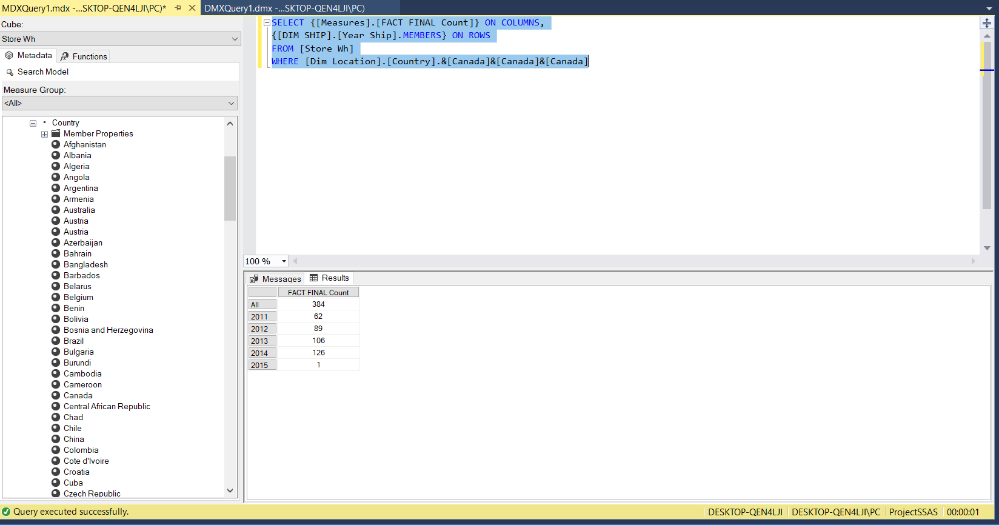 MDXQuery1.mdx -...SKTOP-QEN4LJI\PC)*
DMXQuery1.dmx -...SKTOP-QEN4LJI\PC)
Cube:
Store Wh
Metadata
Functions
Search Model
Measure Group:
<All>
Country
Member Properties
Afghanistan
Albania
Algeria
Angola
Argentina
Armenia
Australia
Austria
Austria
Azerbaijan
Bahrain
Bangladesh
Barbados
Belarus
Belgium
Benin
Bolivia
Bosnia and Herzegovina
Brazil
Bulgaria
Burundi
Cambodia
Cameroon
Canada
Central African Republic
Chad
Chile
China
Colombia
Cote d'Ivoire
Croatia
Cuba
Czech Republic
SELECT {[Measures].[FACT FINAL Count]} ON COLUMNS,
{[DIM SHIP].[Year Ship].MEMBERS} ON ROWS
FROM [Store Wh]
WHERE [Dim Location].[Country].&[Canada]&[Canada]&[Canada]
100 %
Messages
Results
FACT FINAL Count
All 384
2011 62
2012 89
2013 106
2014 126
2015 1
Query executed successfully.
DESKTOP-QEN4LJI
DESKTOP-QEN4LJI\PC
ProjectSSAS
00:00:01